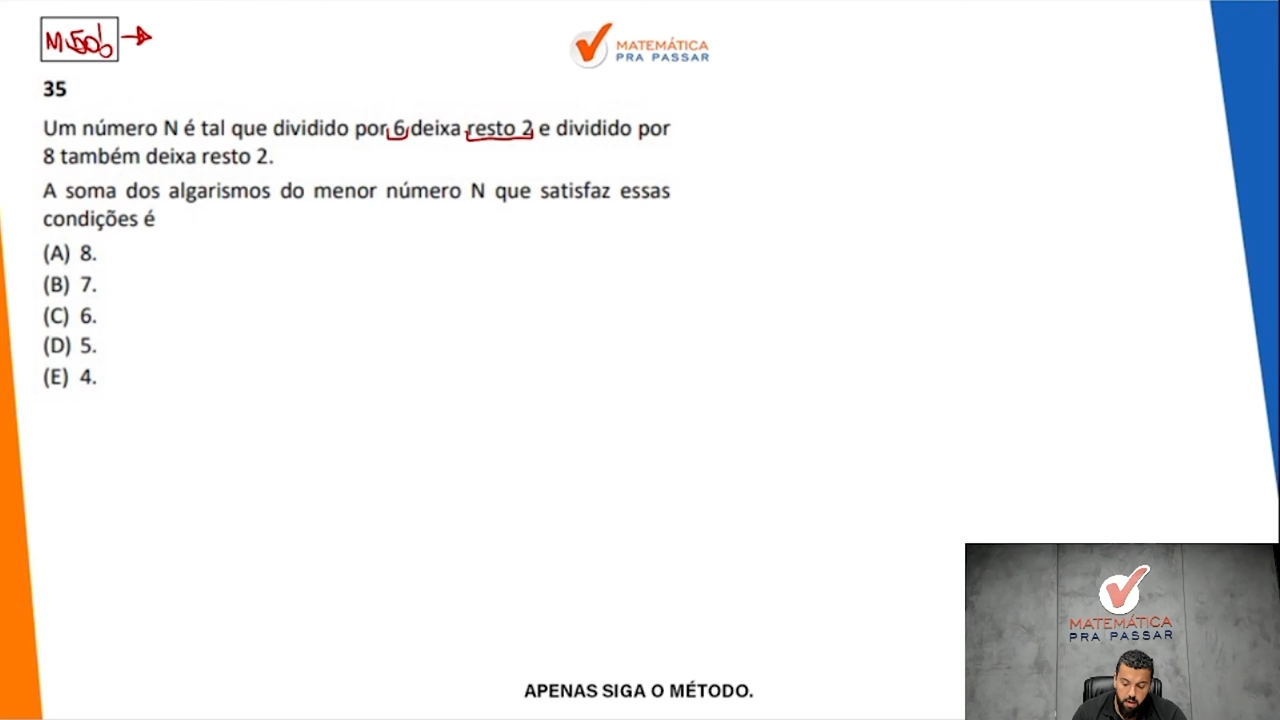 MATEMÁTICA
PRA PASSAR
35
Um número N é tal que dividido por 6 deixa resto 2 e dividido por
8 também deixa resto 2.
A soma dos algarismos do menor número N que satisfaz essas
condições é
(A) 8.
(B) 7.
(C) 6.
(D) 5.
(E) 4.
MATEMÁTICA
PRA PASSAR
APENAS SIGA O MÉTODO.